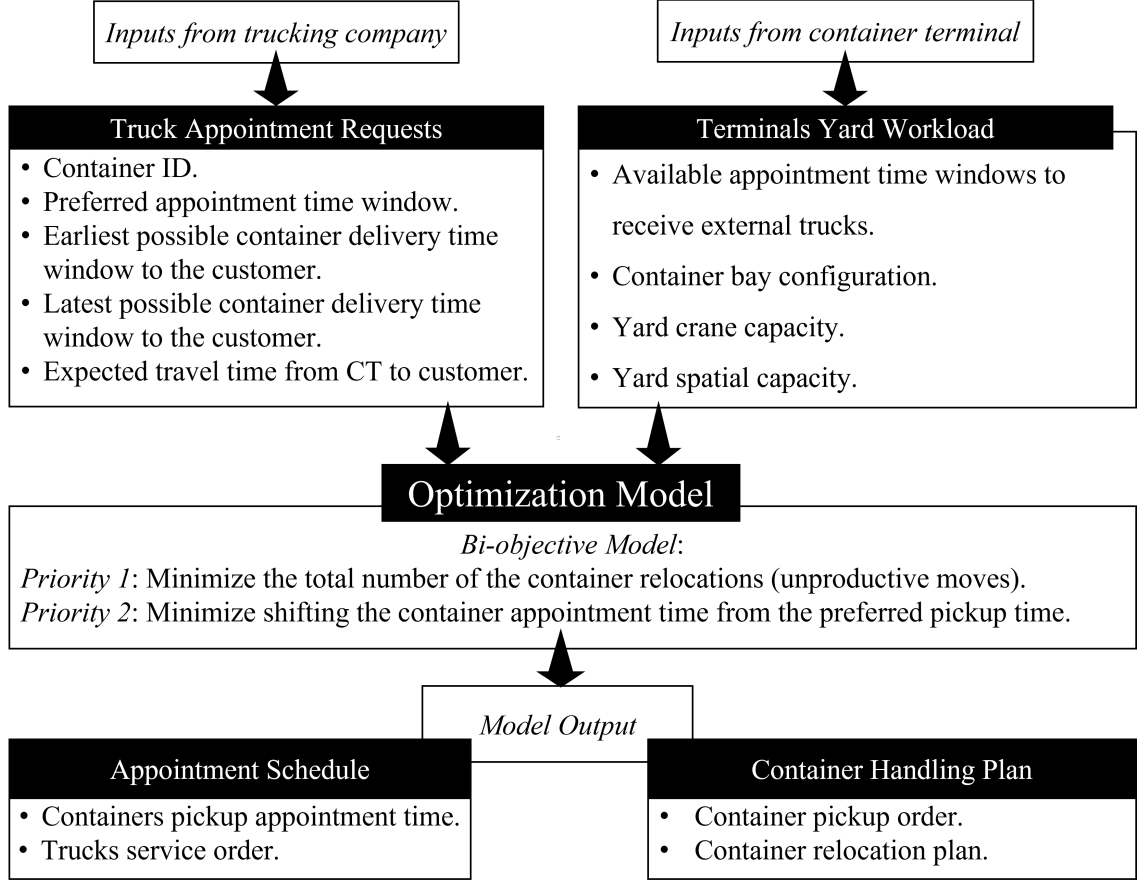 Inputs from trucking company
Inputs from container terminal
Truck Appointment Requests
• Container ID.
• Preferred appointment time window.
• Earliest possible container delivery time
window to the customer.
• Latest possible container delivery time
window to the customer.
• Expected travel time from CT to customer.
Terminals Yard Workload
• Available appointment time windows to
receive external trucks.
• Container bay configuration.
• Yard crane capacity.
• Yard spatial capacity.
Optimization Model
Bi-objective Model:
Priority 1: Minimize the total number of the container relocations (unproductive moves).
Priority 2: Minimize shifting the container appointment time from the preferred pickup time.
Model Output
Appointment Schedule
• Containers pickup appointment time.
• Trucks service order.
Container Handling Plan
• Container pickup order.
• Container relocation plan.